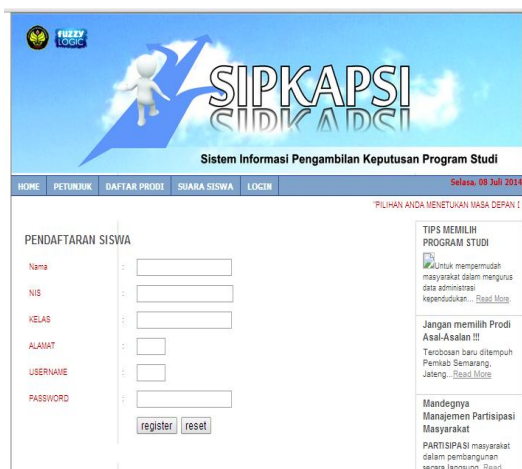 fuzzy
LOGIC
SIPKAPSI
Sistem Informasi Pengambilan Keputusan Program Studi
HOME PETUNJUK DAFTAR PRODI SUARA SISWA LOGIN
Selasa, 08 Juli 2014
"PILIHAN ANDA MENETUKAN MASA DEPAN
PENDAFTARAN SISWA
Nama :
NIS :
KELAS :
ALAMAT :
USERNAME :
PASSWORD :
register reset
TIPS MEMILIH
PROGRAM STUDI
Untuk mempermudah
masyarakat dalam mengurus
data administrasi
kependudukan... Read More.
Jangan memilih Prodi
Asal-Asalan !!!
Terobosan baru ditempuh
Pemkab Semarang,
Jateng...Read More
Mandegnya
Manajemen Partisipasi
Masyarakat
PARTISIPASI masyarakat
dalam pembangunan
secara langsung. Read